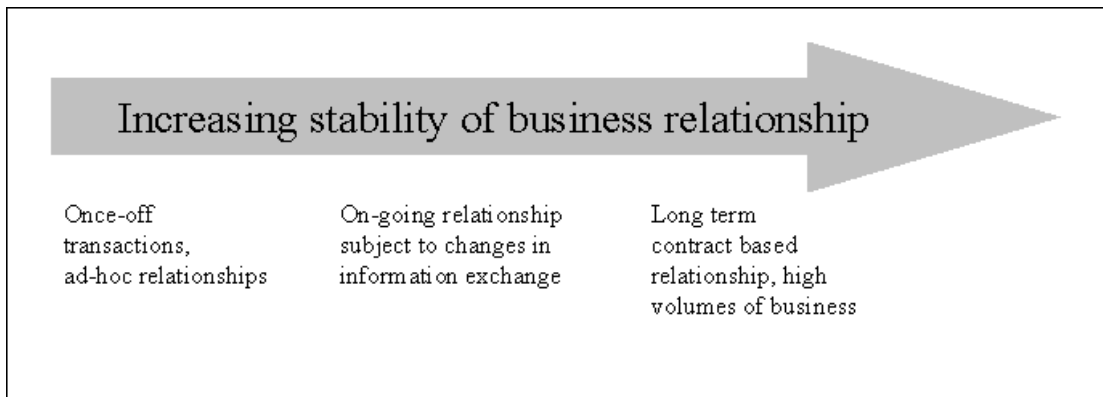 Increasing stability of business relationship
Once-off
transactions,
ad-hoc relationships
On-going relationship
subject to changes in
information exchange
Long term
contract based
relationship, high
volumes of business